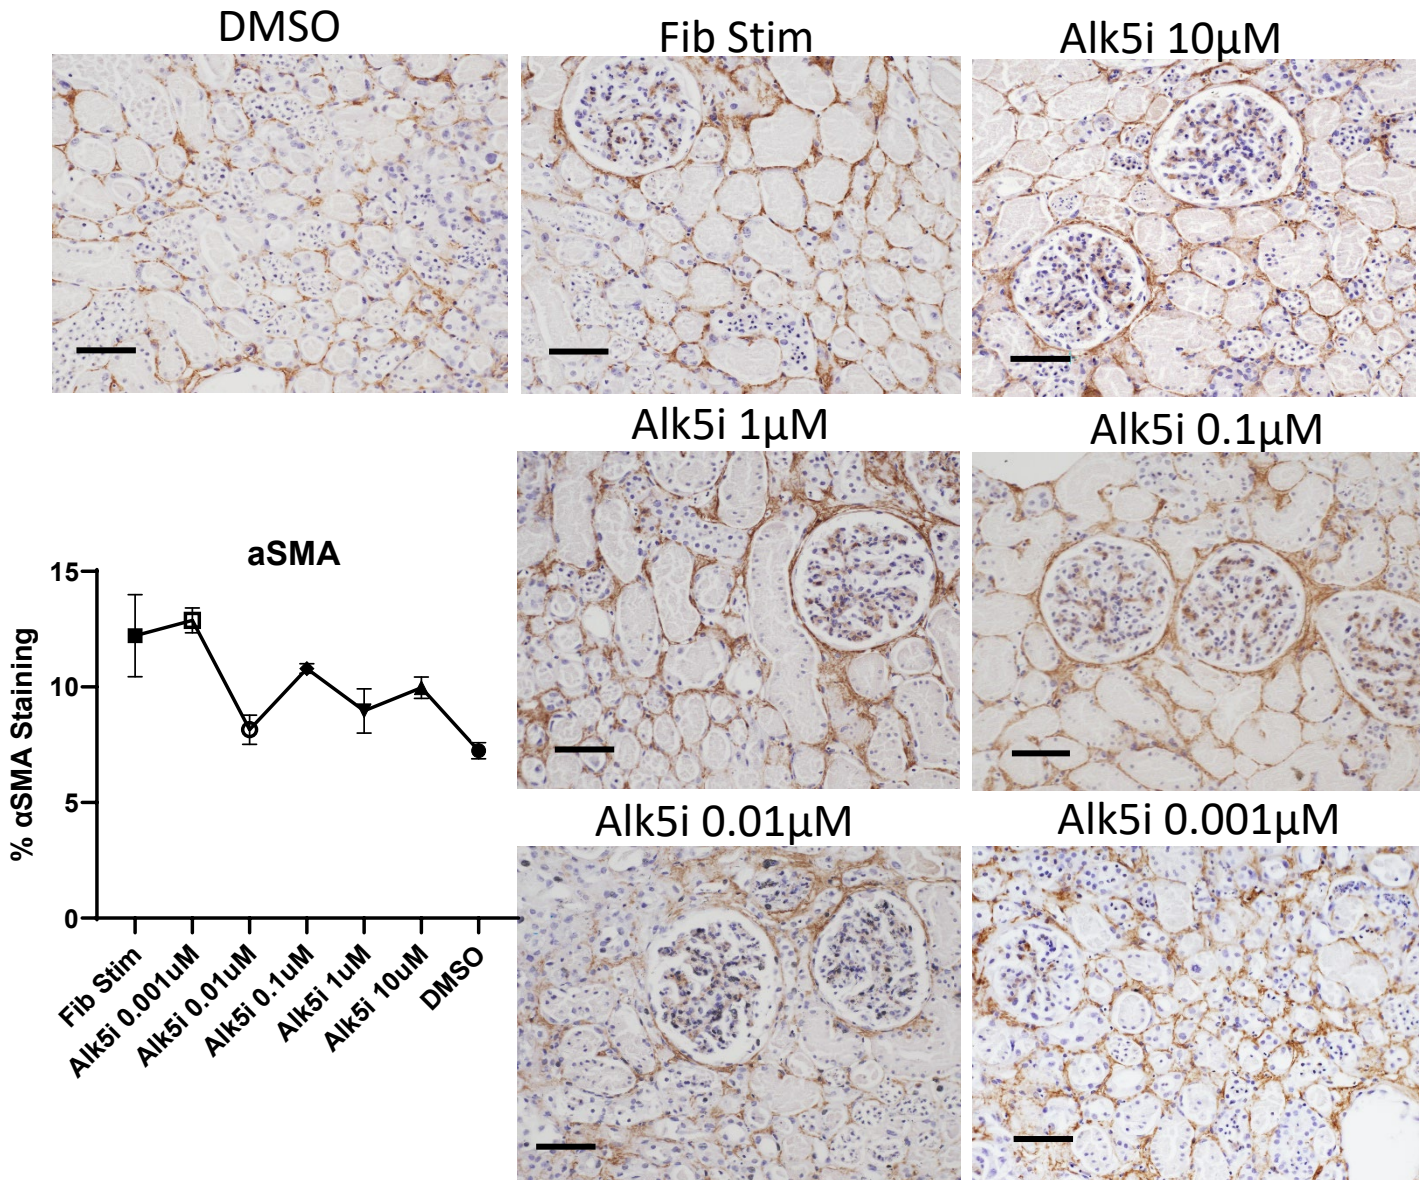 DMSO
Fib Stim
Alk5i 10µM
Alk5i 1µM
Alk5i 0.1µM
aSMA
% αSMA Staining
15
10
5
0
Fib Stim
Alk5i 0.001uM
Alk5i 0.01uM
Alk5i 0.1uM
Alk5i 1uM
Alk5i 10uM
DMSO
Alk5i 0.01µM
Alk5i 0.001µM